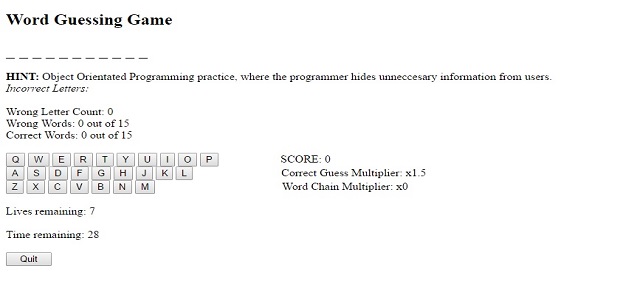 Word Guessing Game
_ _ _ _ _ _ _ _ _ _ _ _
HINT: Object Orientated Programming practice, where the programmer hides unneccesary information from users.
Incorrect Letters:
Wrong Letter Count: 0
Wrong Words: 0 out of 15
Correct Words: 0 out of 15
Q W E R T Y U I O P SCORE: 0
A S D F G H J K L Correct Guess Multiplier: x1.5
Z X C V B N M Word Chain Multiplier: x0
Lives remaining: 7
Time remaining: 28
Quit